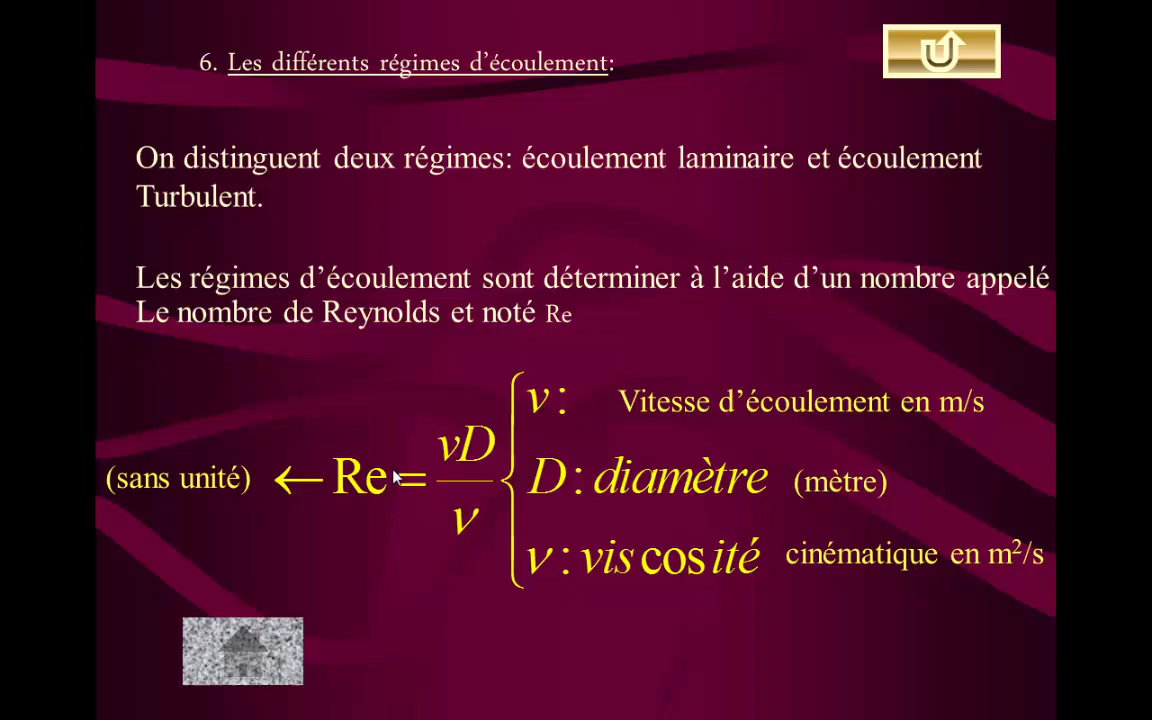 6. Les différents régimes d’écoulement:
On distinguent deux régimes: écoulement laminaire et écoulement
Turbulent.
Les régimes d’écoulement sont déterminer à l’aide d’un nombre appelé
Le nombre de Reynolds et noté Re
v : Vitesse d’écoulement en m/s
(sans unité) ← Re = vD/ν { D : diamètre (mètre)
ν : viscosité cinématique en m²/s